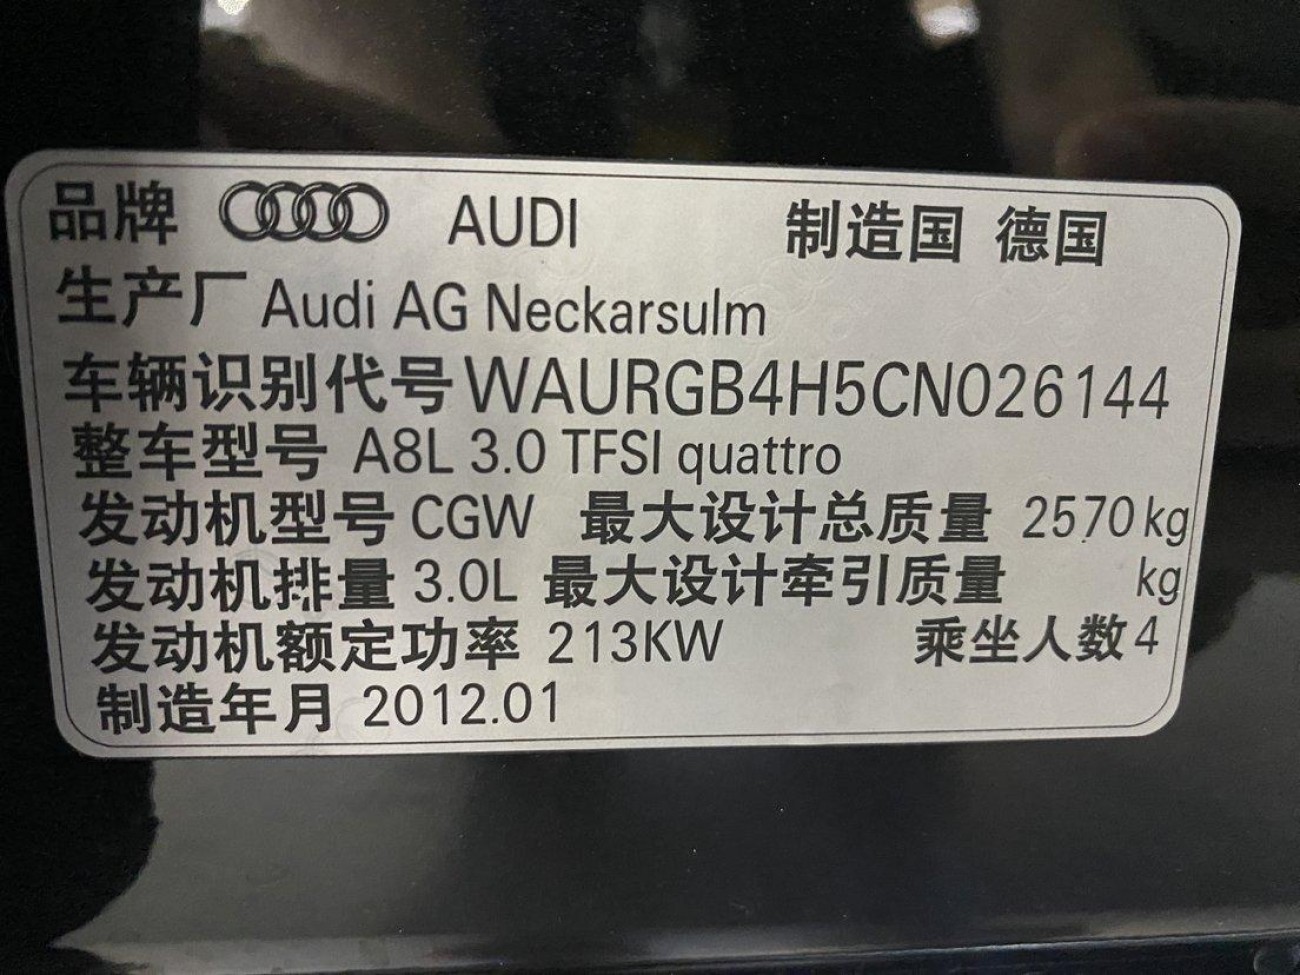 品牌 AUDI 制造国 德国
生产厂 Audi AG Neckarsulm
车辆识别代号 WAURGB4H5CN026144
整车型号 A8L 3.0 TFSI quattro
发动机型号 CGW 最大设计总质量 2570 kg
发动机排量 3.0L 最大设计牵引质量 kg
发动机额定功率 213KW 乘坐人数 4
制造年月 2012.01